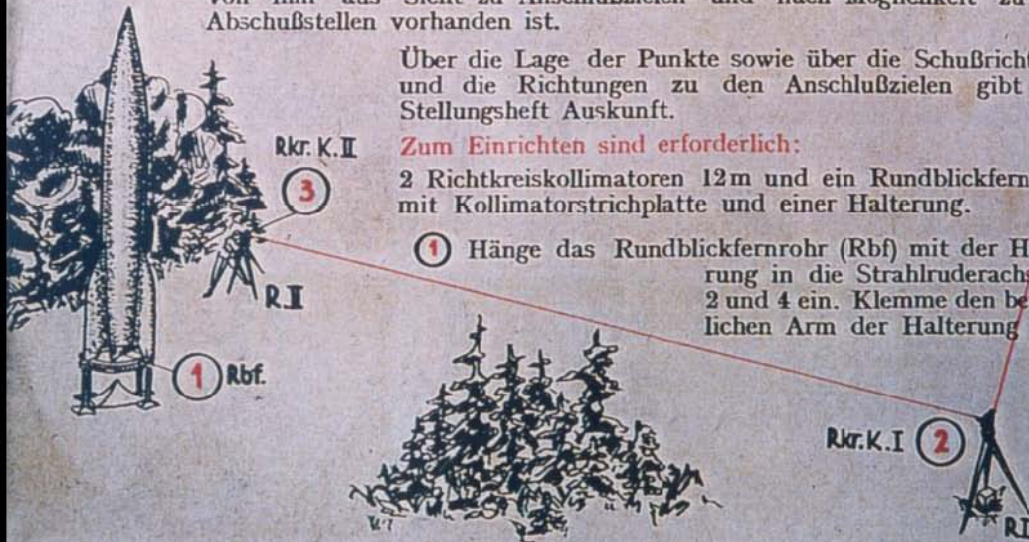 Abschußstellen vorhanden ist.
Über die Lage der Punkte sowie über die Schußricht
und die Richtungen zu den Anschlußzielen gibt
Stellungsheft Auskunft.
Zum Einrichten sind erforderlich:
2 Richtkreiskollimatoren 12m und ein Rundblickfern
mit Kollimatorstrichplatte und einer Halterung.
1 Hänge das Rundblickfernrohr (Rbf) mit der H
rung in die Strahlruderach
2 und 4 ein. Klemme den be
lichen Arm der Halterung
Rkr. K. II
3
R.II
1 Rbf.
Rkr. K. I 2
R.I